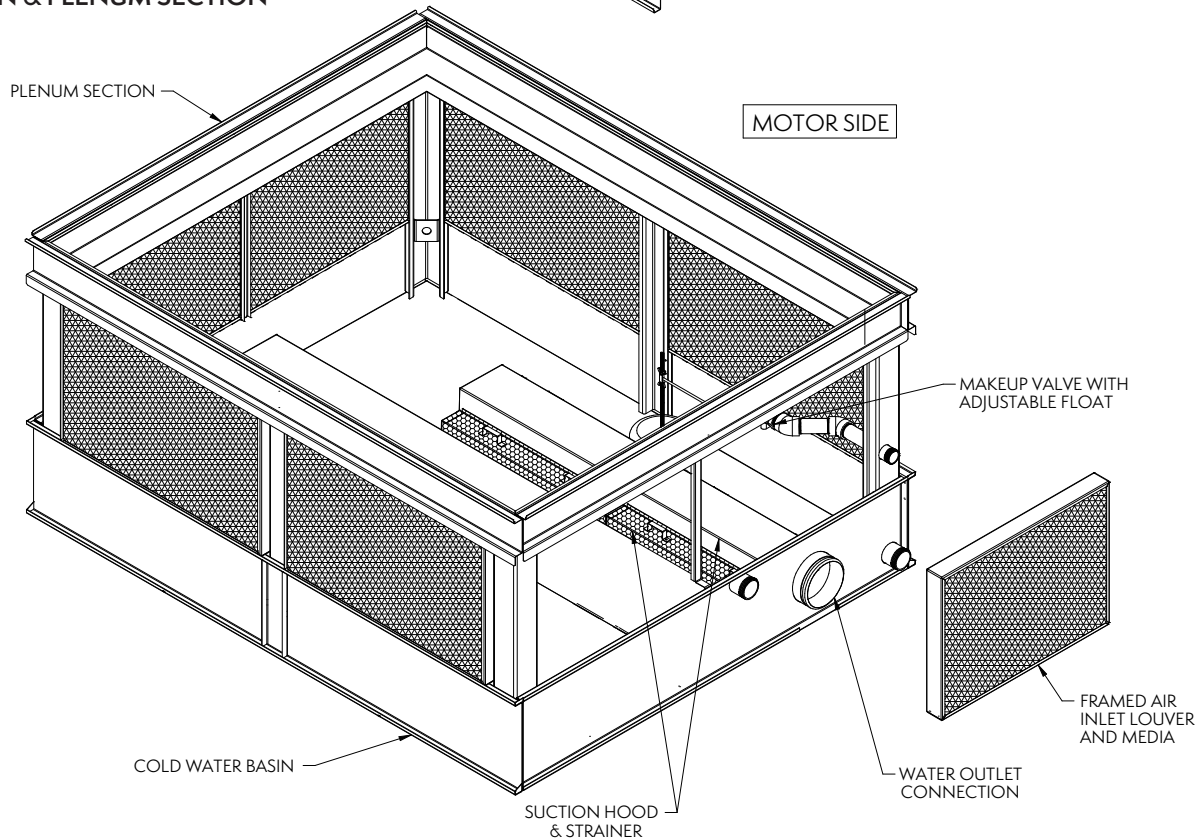 & PLENUM SECTION
PLENUM SECTION
MOTOR SIDE
MAKEUP VALVE WITH
ADJUSTABLE FLOAT
FRAMED AIR
INLET LOUVER
AND MEDIA
WATER OUTLET
CONNECTION
COLD WATER BASIN
SUCTION HOOD
& STRAINER